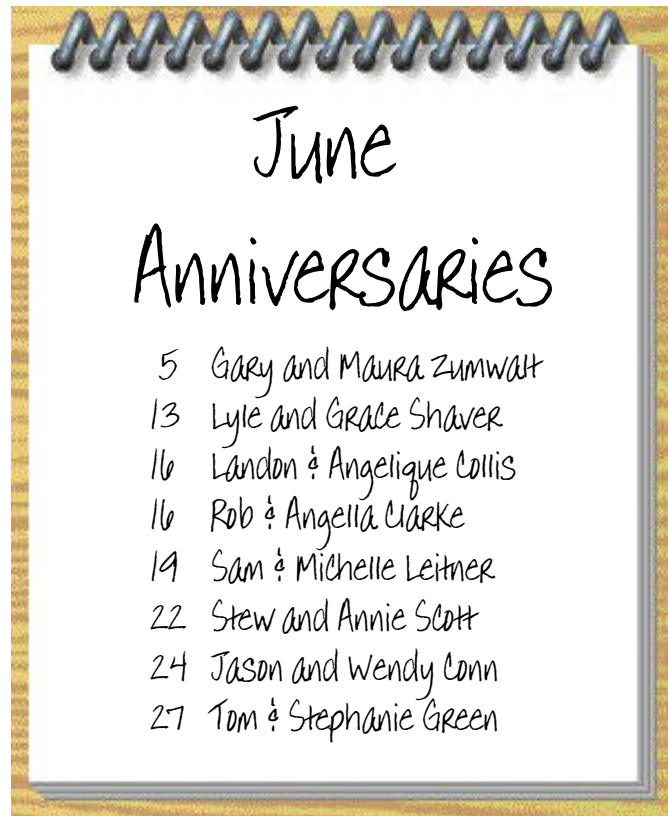 June
Anniversaries
5 Gary and Maura Zumwalt
13 Lyle and Grace Shaver
16 Landon & Angelique Collis
16 Rob & Angella Clarke
19 Sam & Michelle Leitner
22 Stew and Annie Scott
24 Jason and Wendy Conn
27 Tom & Stephanie Green